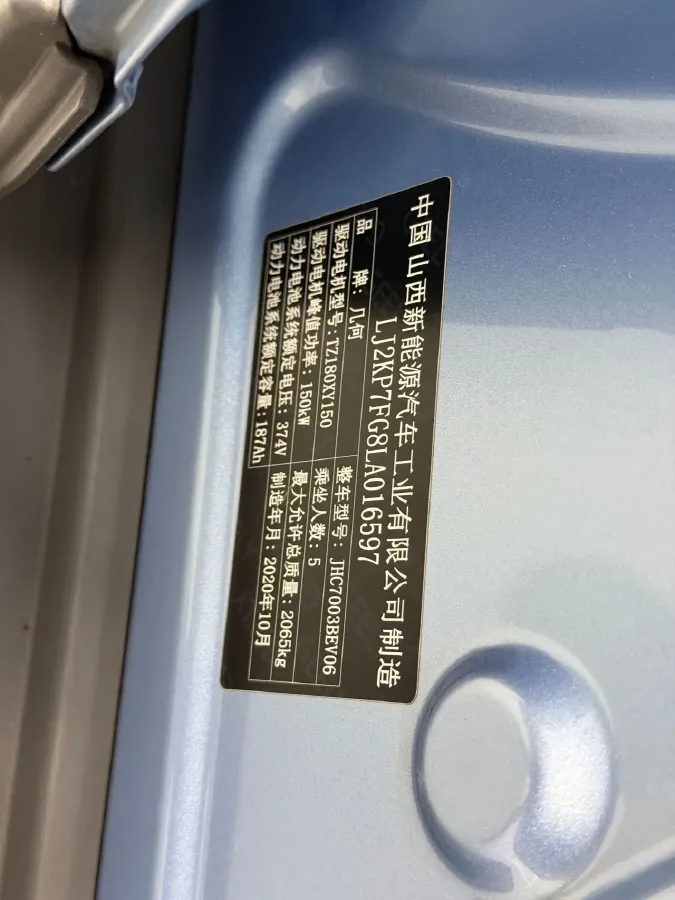 中国山西新能源汽车工业有限公司制造
LJ2KP7FG8LA016597
品 牌：几何 整车型号：JHC7003BEV06
驱动电机型号：TZ180XY150 乘坐人数：5
驱动电机峰值功率：150kW 最大允许总质量：2065kg
动力电池系统额定电压：374V 制造年月：2020年10月
动力电池系统额定容量：187Ah